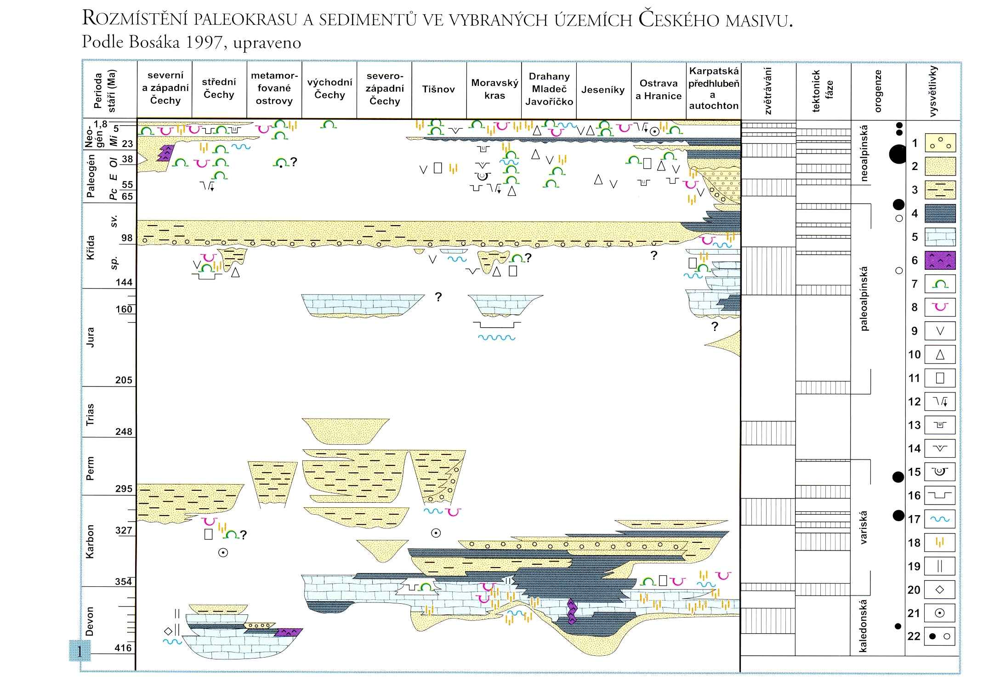 ROZMÍSTĚNÍ PALEOKRASU A SEDIMENTŮ VE VYBRANÝCH ÚZEMÍCH ČESKÉHO MASIVU.
Podle Bosáka 1997, upraveno
Perioda
stáří (Ma)
severní
a západní
Čechy
střední
Čechy
metamor-
fované
ostrovy
východní
Čechy
severo-
západní
Čechy
Tišnov
Moravský
kras
Drahany
Mladeč
Javoříčko
Jeseníky
Ostrava
a Hranice
Karpatská
předhlubeň
a
autochton
zvětrávání
tektonick
fáze
orogenze
vysvětlivky
Neo-
gén
1,8
5
Mi
23
Paleogén
Ol
38
E
55
Pc
65
Křída
sv.
98
sp.
144
Jura
160
205
Trias
248
Perm
295
Karbon
327
354
Devon
416
?
?
?
?
?
?
neoalpínská
paleoalpínská
variská
kaledonská
1
2
3
4
5
6
7
8
9
10
11
12
13
14
15
16
17
18
19
20
21
22
1